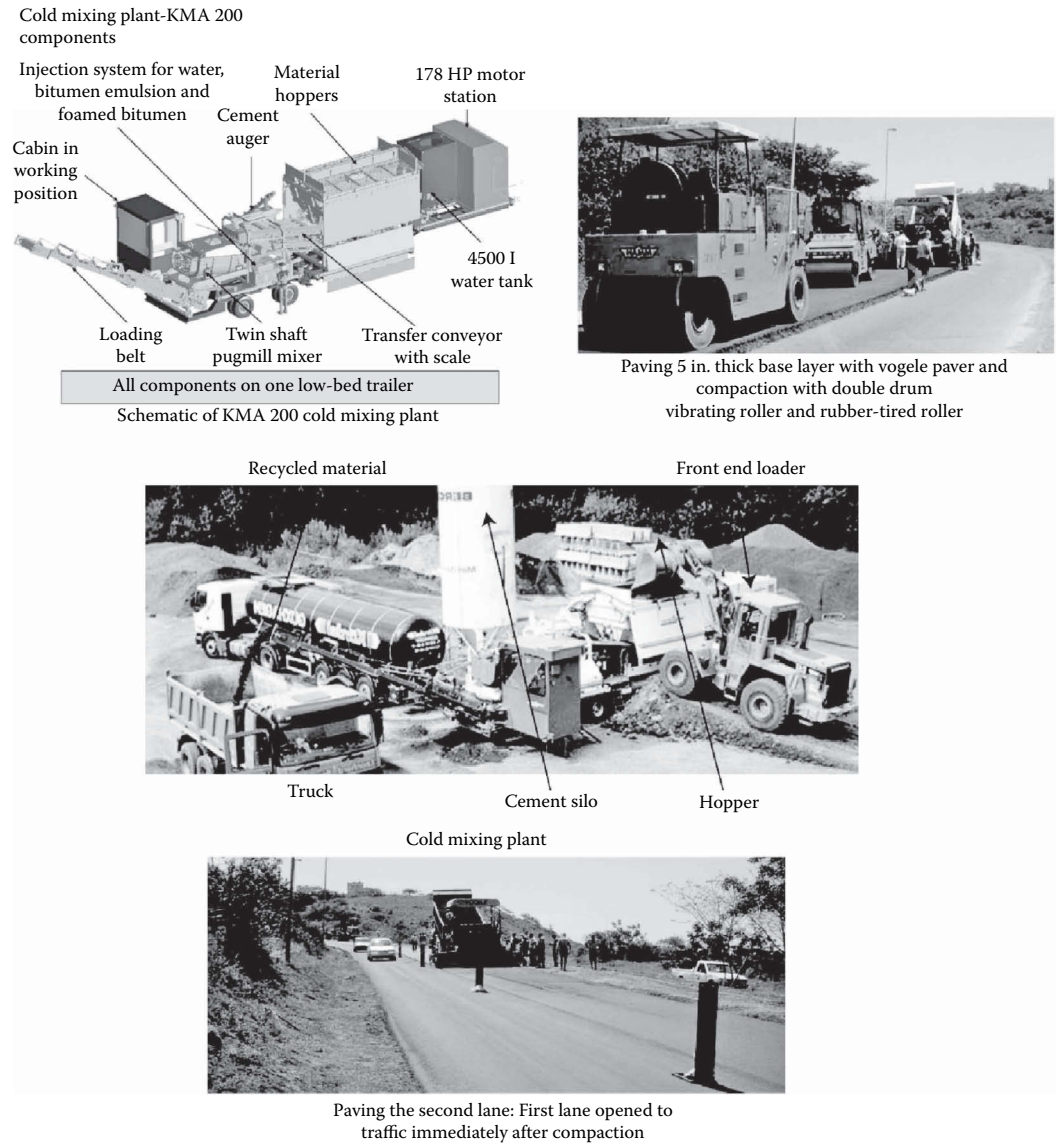 Cold mixing plant-KMA 200
components
Injection system for water,
bitumen emulsion and
foamed bitumen
Cement
auger
Material
hoppers
178 HP motor
station
Cabin in
working
position
4500 I
water tank
Loading
belt
Twin shaft
pugmill mixer
Transfer conveyor
with scale
All components on one low-bed trailer
Schematic of KMA 200 cold mixing plant
Paving 5 in. thick base layer with vogele paver and
compaction with double drum
vibrating roller and rubber-tired roller
Recycled material
Front end loader
Truck
Cement silo
Hopper
Cold mixing plant
Paving the second lane: First lane opened to
traffic immediately after compaction